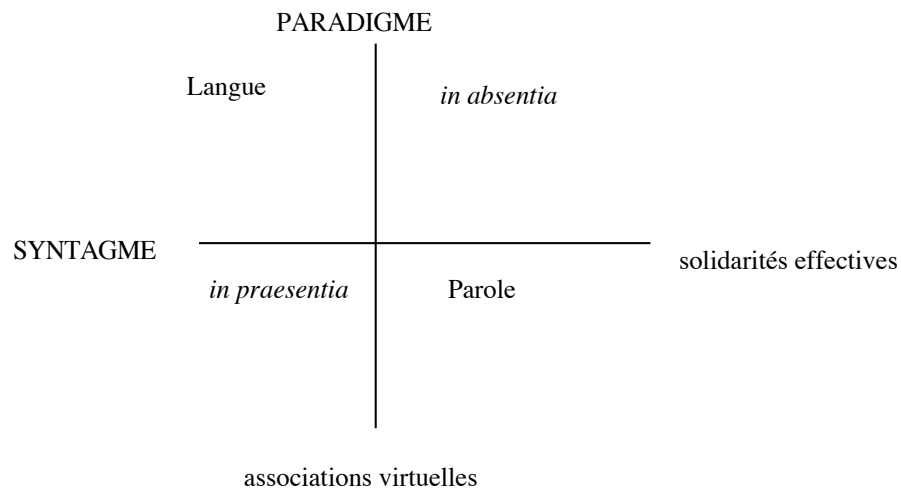 PARADIGME
Langue
in absentia
SYNTAGME
solidarités effectives
in praesentia
Parole
associations virtuelles